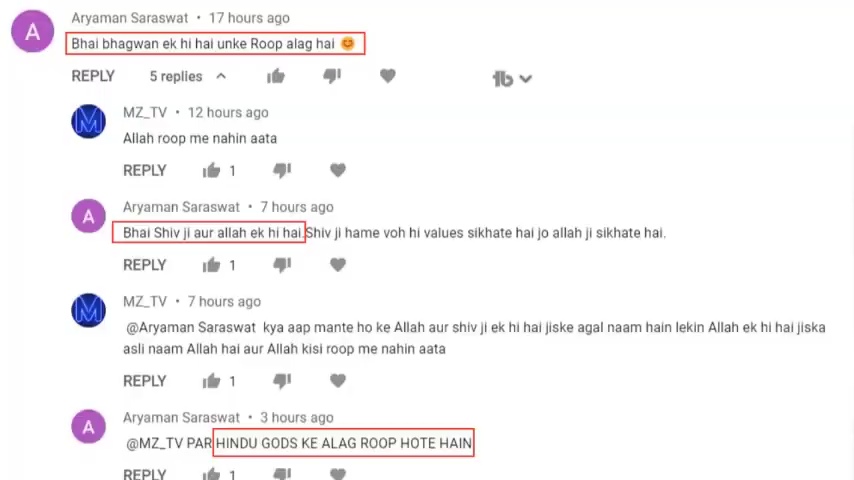 A
Aryaman Saraswat • 17 hours ago
Bhai bhagwan ek hi hai unke Roop alag hai 😊
REPLY 5 replies
MZ_TV • 12 hours ago
Allah roop me nahin aata
REPLY 1
A
Aryaman Saraswat • 7 hours ago
Bhai Shiv ji aur allah ek hi hai.Shiv ji hame voh hi values sikhate hai jo allah ji sikhate hai.
REPLY 1
MZ_TV • 7 hours ago
@Aryaman Saraswat kya aap mante ho ke Allah aur shiv ji ek hi hai jiske agal naam hain lekin Allah ek hi hai jiska
asli naam Allah hai aur Allah kisi roop me nahin aata
REPLY 1
A
Aryaman Saraswat • 3 hours ago
@MZ_TV PAR HINDU GODS KE ALAG ROOP HOTE HAIN
REPLY 1